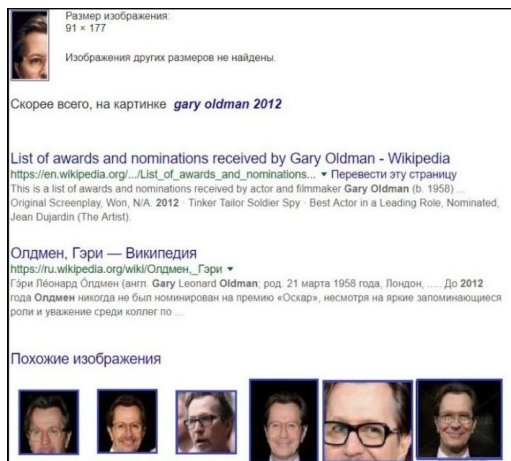 Размер изображения:
91 × 177
Изображения других размеров не найдены.
Скорее всего, на картинке gary oldman 2012
List of awards and nominations received by Gary Oldman - Wikipedia
https://en.wikipedia.org/.../List_of_awards_and_nominations... ▼ Перевести эту страницу
This is a list of awards and nominations received by actor and filmmaker Gary Oldman (b. 1958) ...
Original Screenplay, Won, N/A. 2012 · Tinker Tailor Soldier Spy · Best Actor in a Leading Role, Nominated,
Jean Dujardin (The Artist).
Олдмен, Гэри — Википедия
https://ru.wikipedia.org/wiki/Олдмен,_Гэри ▼
Гэ́ри Лео́нард О́лдмен (англ. Gary Leonard Oldman; род. 21 марта 1958 года, Лондон, ..... До 2012
года Олдмен никогда не был номинирован на премию «Оскар», несмотря на яркие запоминающиеся
роли и уважение среди коллег по ...
Похожие изображения